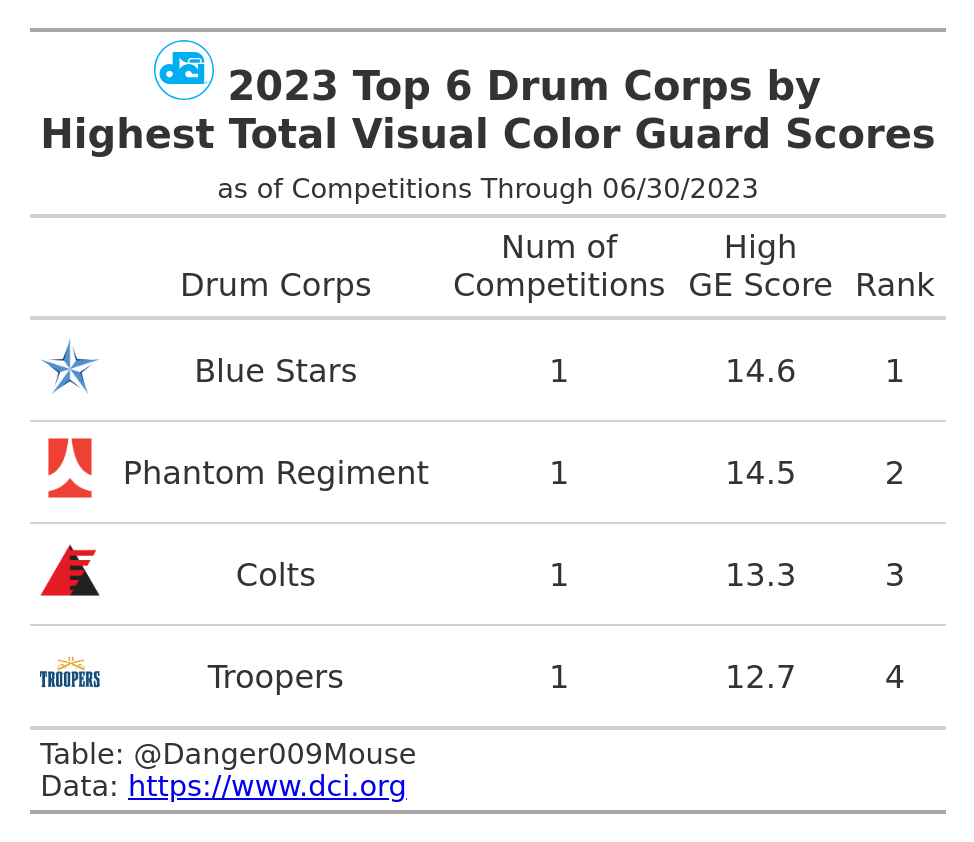 dci
2023 Top 6 Drum Corps by
Highest Total Visual Color Guard Scores
as of Competitions Through 06/30/2023
Drum Corps Num of Competitions High GE Score Rank
Blue Stars 1 14.6 1
Phantom Regiment 1 14.5 2
Colts 1 13.3 3
TROOPERS Troopers 1 12.7 4
Table: @Danger009Mouse
Data: https://www.dci.org